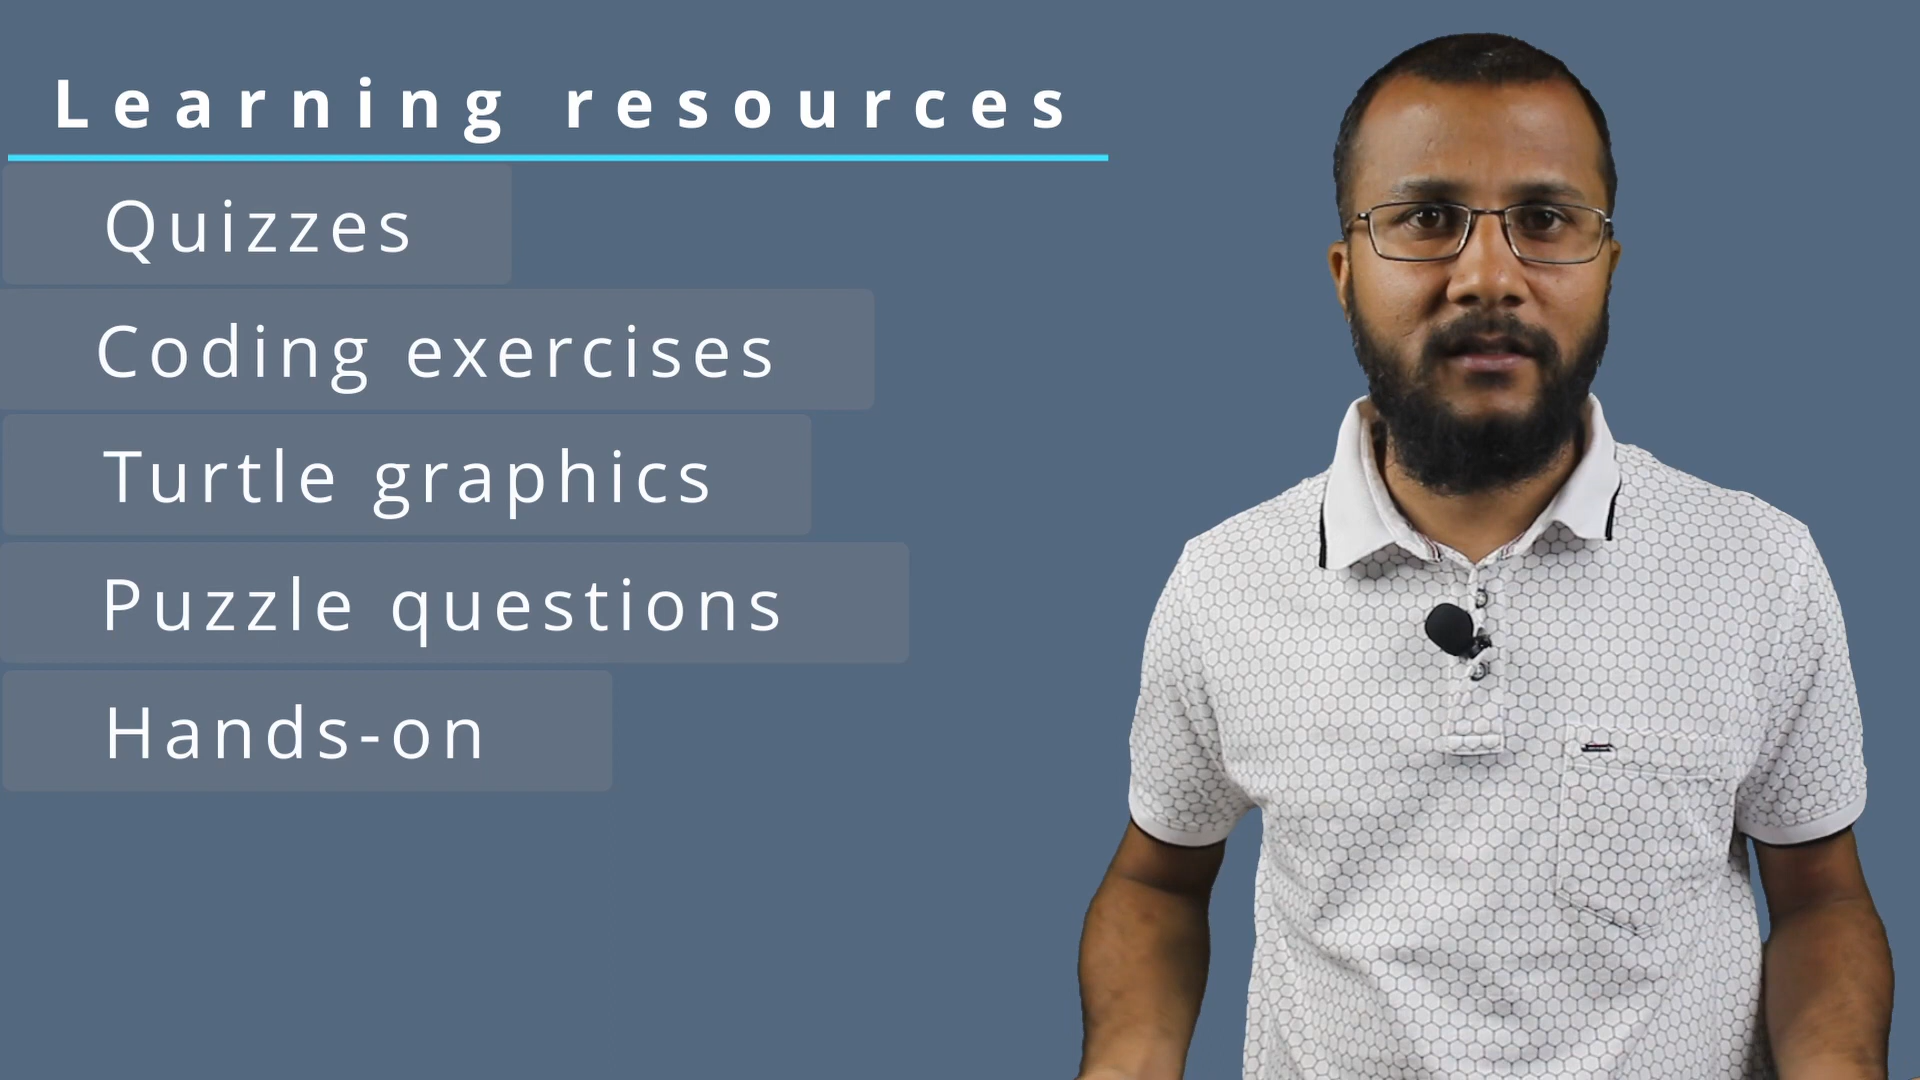 Learning resources
Quizzes
Coding exercises
Turtle graphics
Puzzle questions
Hands-on